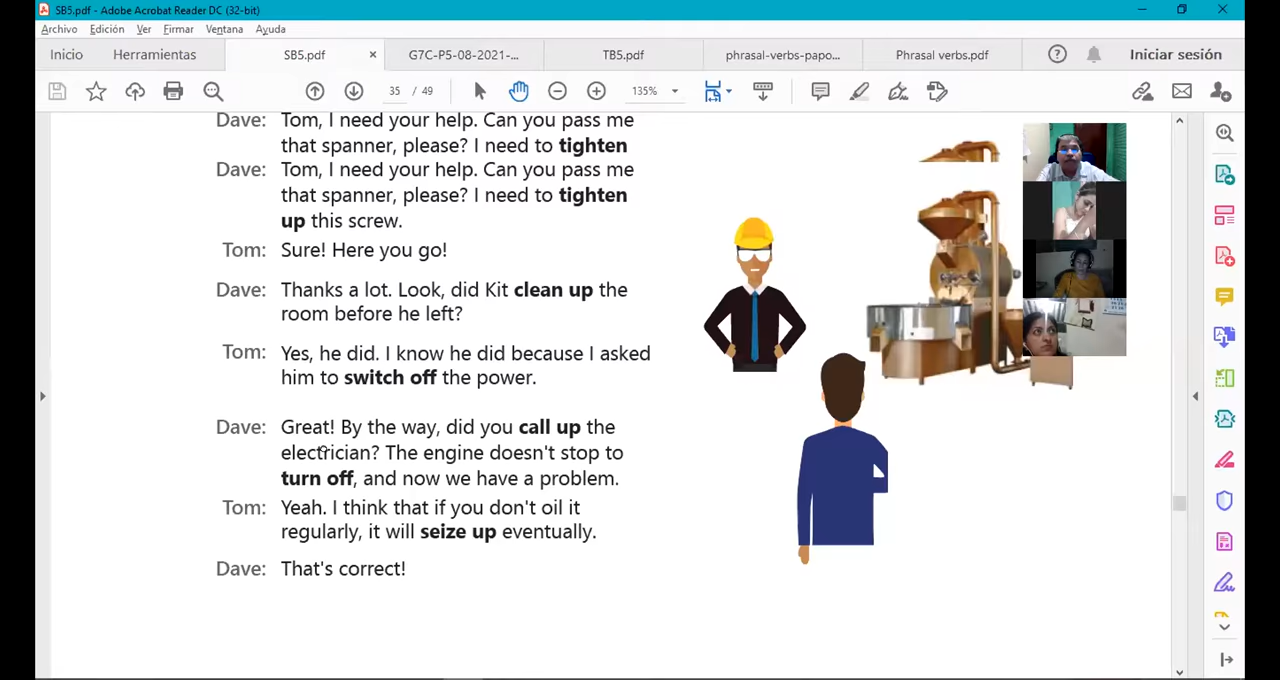 SB5.pdf - Adobe Acrobat Reader DC (32-bit)
Archivo Edición Ver Firmar Ventana Ayuda
Inicio Herramientas SB5.pdf × G7C-P5-08-2021-... TB5.pdf phrasal-verbs-papo... Phrasal verbs.pdf Iniciar sesión
35 / 49 135%
Dave: Tom, I need your help. Can you pass me
that spanner, please? I need to tighten
Dave: Tom, I need your help. Can you pass me
that spanner, please? I need to tighten
up this screw.
Tom: Sure! Here you go!
Dave: Thanks a lot. Look, did Kit clean up the
room before he left?
Tom: Yes, he did. I know he did because I asked
him to switch off the power.
Dave: Great! By the way, did you call up the
electrician? The engine doesn't stop to
turn off, and now we have a problem.
Tom: Yeah. I think that if you don't oil it
regularly, it will seize up eventually.
Dave: That's correct!